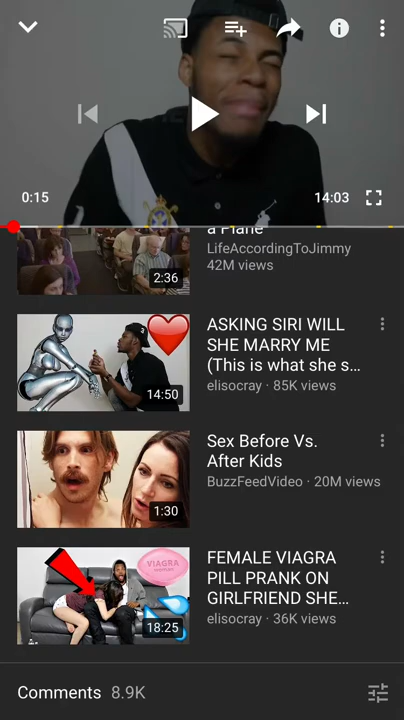 0:15
14:03
a Plane
LifeAccordingToJimmy
42M views
2:36
ASKING SIRI WILL
SHE MARRY ME
(This is what she s...
elisocray · 85K views
14:50
Sex Before Vs.
After Kids
BuzzFeedVideo · 20M views
1:30
VIAGRA
FEMALE VIAGRA
PILL PRANK ON
GIRLFRIEND SHE...
elisocray · 36K views
18:25
Comments 8.9K